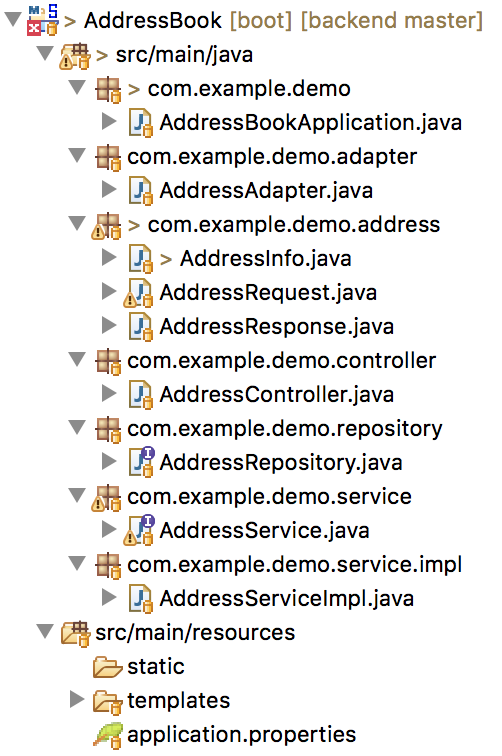 > AddressBook [boot] [backend master]
> src/main/java
> com.example.demo
AddressBookApplication.java
com.example.demo.adapter
AddressAdapter.java
> com.example.demo.address
> AddressInfo.java
AddressRequest.java
AddressResponse.java
com.example.demo.controller
AddressController.java
com.example.demo.repository
AddressRepository.java
com.example.demo.service
AddressService.java
com.example.demo.service.impl
AddressServiceImpl.java
src/main/resources
static
templates
application.properties